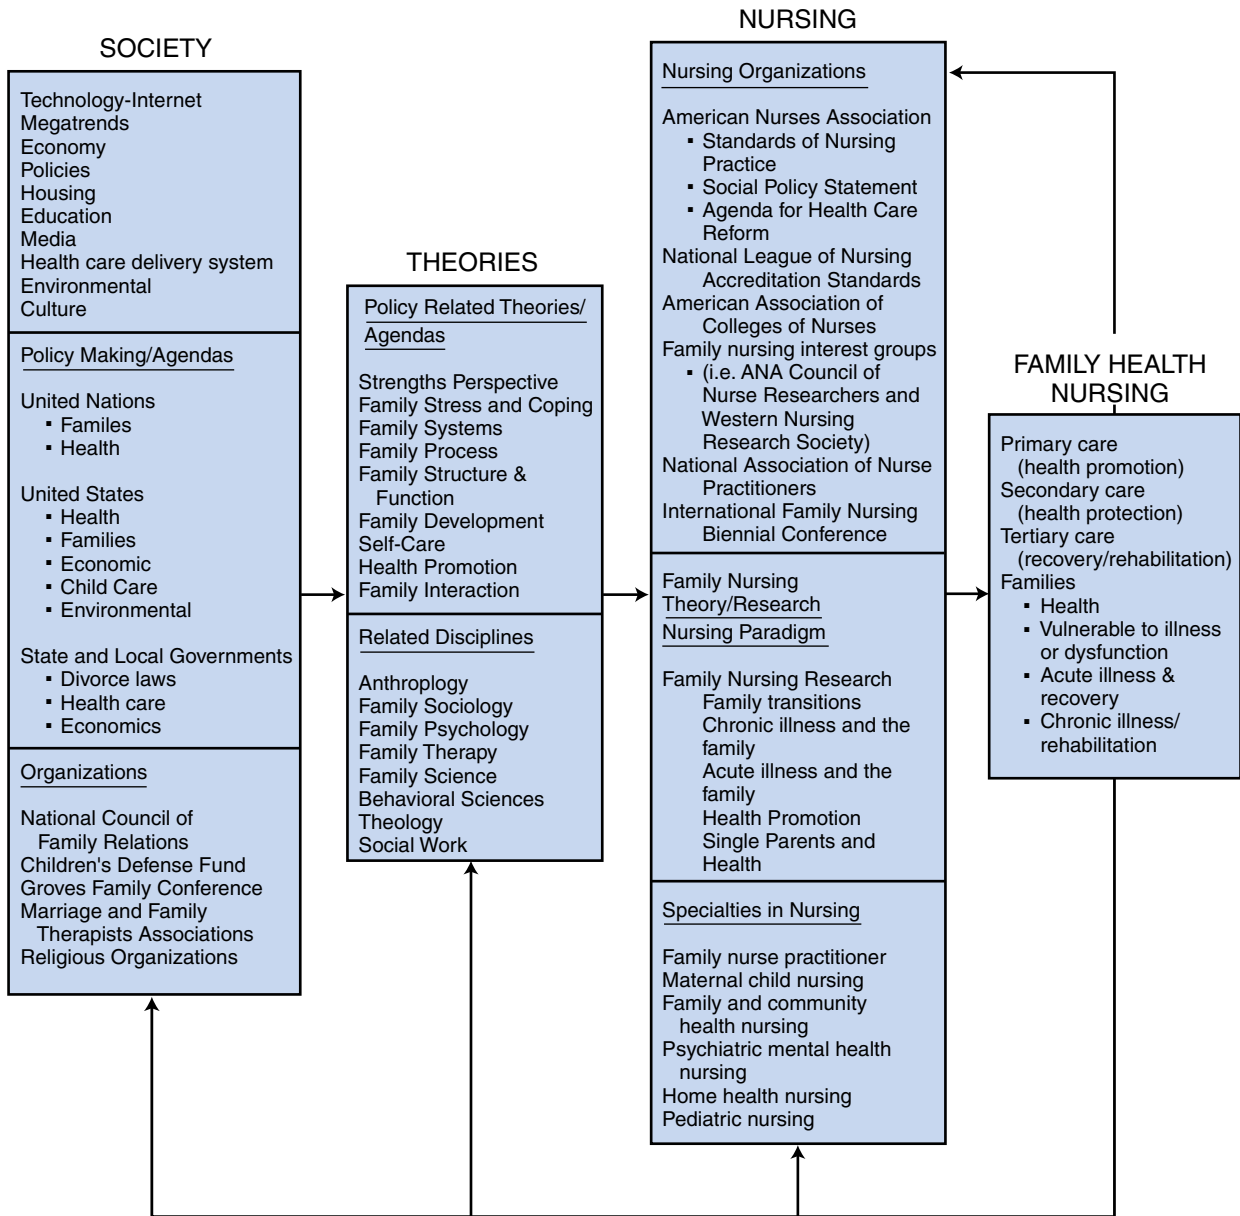 SOCIETY
Technology-Internet
Megatrends
Economy
Policies
Housing
Education
Media
Health care delivery system
Environmental
Culture
Policy Making/Agendas
United Nations
▪ Familes
▪ Health
United States
▪ Health
▪ Families
▪ Economic
▪ Child Care
▪ Environmental
State and Local Governments
▪ Divorce laws
▪ Health care
▪ Economics
Organizations
National Council of
Family Relations
Children's Defense Fund
Groves Family Conference
Marriage and Family
Therapists Associations
Religious Organizations
THEORIES
Policy Related Theories/
Agendas
Strengths Perspective
Family Stress and Coping
Family Systems
Family Process
Family Structure &
Function
Family Development
Self-Care
Health Promotion
Family Interaction
Related Disciplines
Anthroplogy
Family Sociology
Family Psychology
Family Therapy
Family Science
Behavioral Sciences
Theology
Social Work
NURSING
Nursing Organizations
American Nurses Association
▪ Standards of Nursing
Practice
▪ Social Policy Statement
▪ Agenda for Health Care
Reform
National League of Nursing
Accreditation Standards
American Association of
Colleges of Nurses
Family nursing interest groups
▪ (i.e. ANA Council of
Nurse Researchers and
Western Nursing
Research Society)
National Association of Nurse
Practitioners
International Family Nursing
Biennial Conference
Family Nursing
Theory/Research
Nursing Paradigm
Family Nursing Research
Family transitions
Chronic illness and the
family
Acute illness and the
family
Health Promotion
Single Parents and
Health
Specialties in Nursing
Family nurse practitioner
Maternal child nursing
Family and community
health nursing
Psychiatric mental health
nursing
Home health nursing
Pediatric nursing
FAMILY HEALTH
NURSING
Primary care
(health promotion)
Secondary care
(health protection)
Tertiary care
(recovery/rehabilitation)
Families
▪ Health
▪ Vulnerable to illness
or dysfunction
▪ Acute illness &
recovery
▪ Chronic illness/
rehabilitation